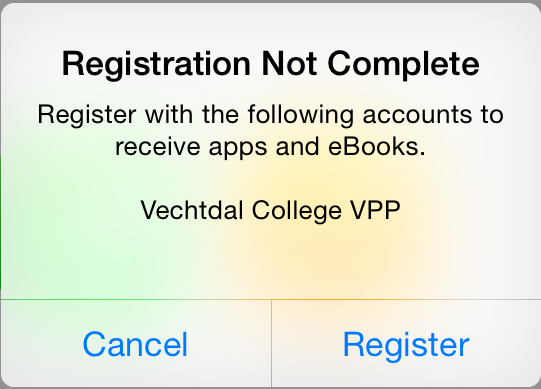 Registration Not Complete
Register with the following accounts to
receive apps and eBooks.
Vechtdal College VPP
Cancel
Register